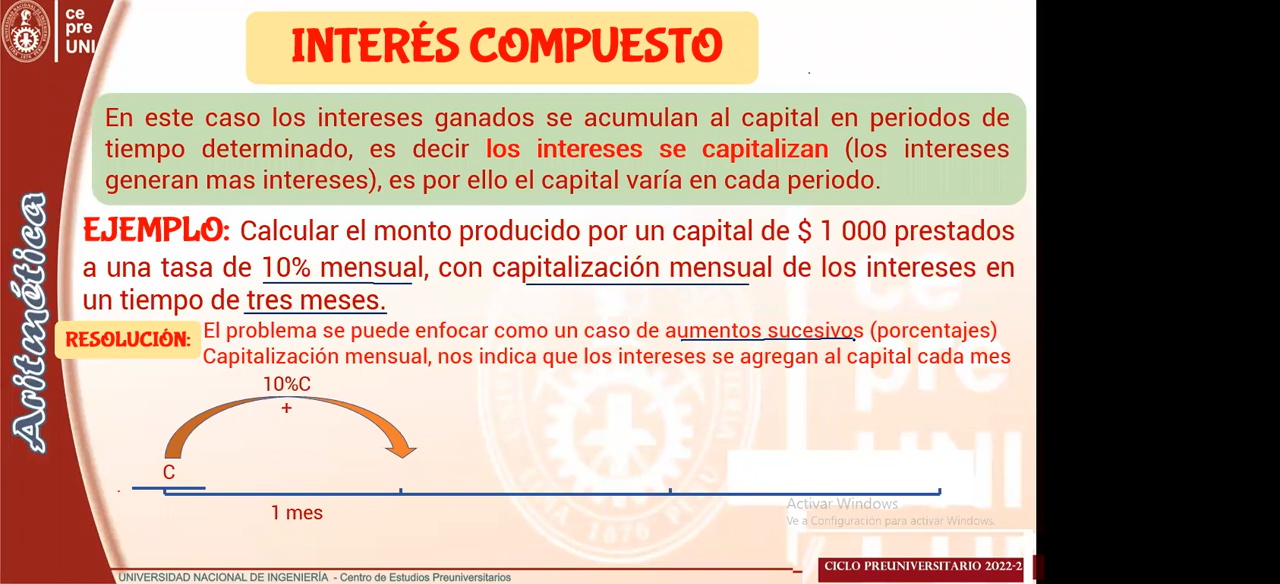 ce
pre
UNI
INTERÉS COMPUESTO
En este caso los intereses ganados se acumulan al capital en periodos de
tiempo determinado, es decir los intereses se capitalizan (los intereses
generan mas intereses), es por ello el capital varía en cada periodo.
EJEMPLO: Calcular el monto producido por un capital de $ 1 000 prestados
a una tasa de 10% mensual, con capitalización mensual de los intereses en
un tiempo de tres meses.
RESOLUCIÓN: El problema se puede enfocar como un caso de aumentos sucesivos (porcentajes)
Capitalización mensual, nos indica que los intereses se agregan al capital cada mes
10%C
+
C
1 mes
Aritmética
ce
pre
UNI
1876
Activar Windows
Ve a Configuración para activar Windows.
UNIVERSIDAD NACIONAL DE INGENIERÍA - Centro de Estudios Preuniversitarios
CICLO PREUNIVERSITARIO 2022-2